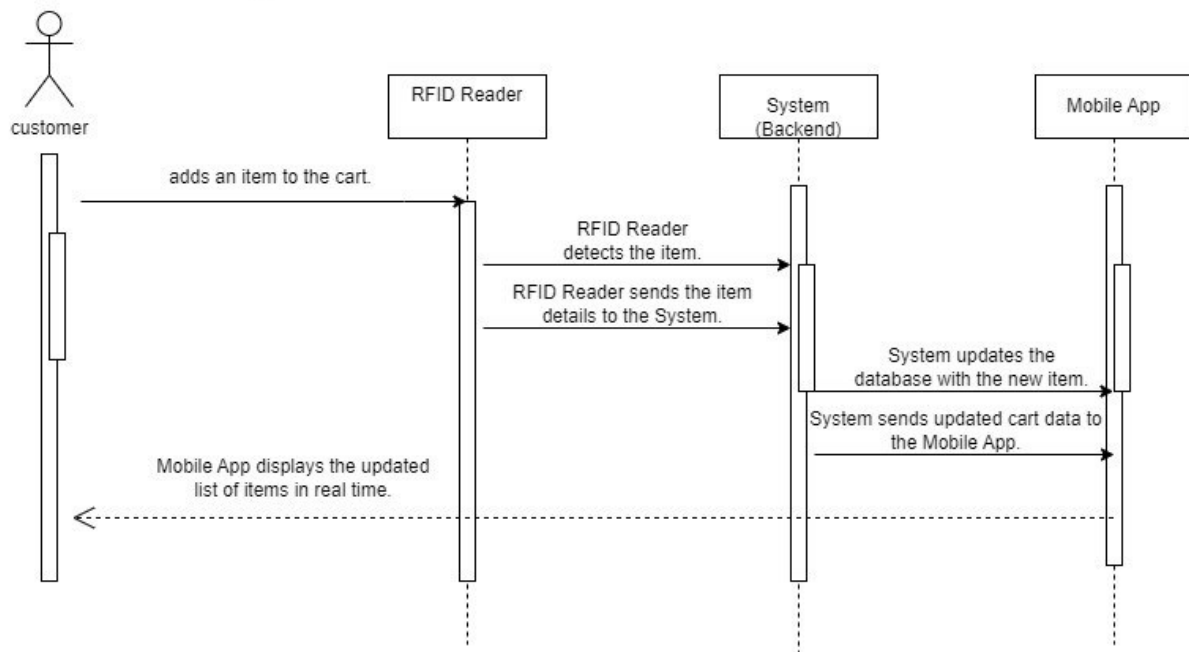 customer
RFID Reader
System
(Backend)
Mobile App
adds an item to the cart.
RFID Reader
detects the item.
RFID Reader sends the item
details to the System.
System updates the
database with the new item.
System sends updated cart data to
the Mobile App.
Mobile App displays the updated
list of items in real time.